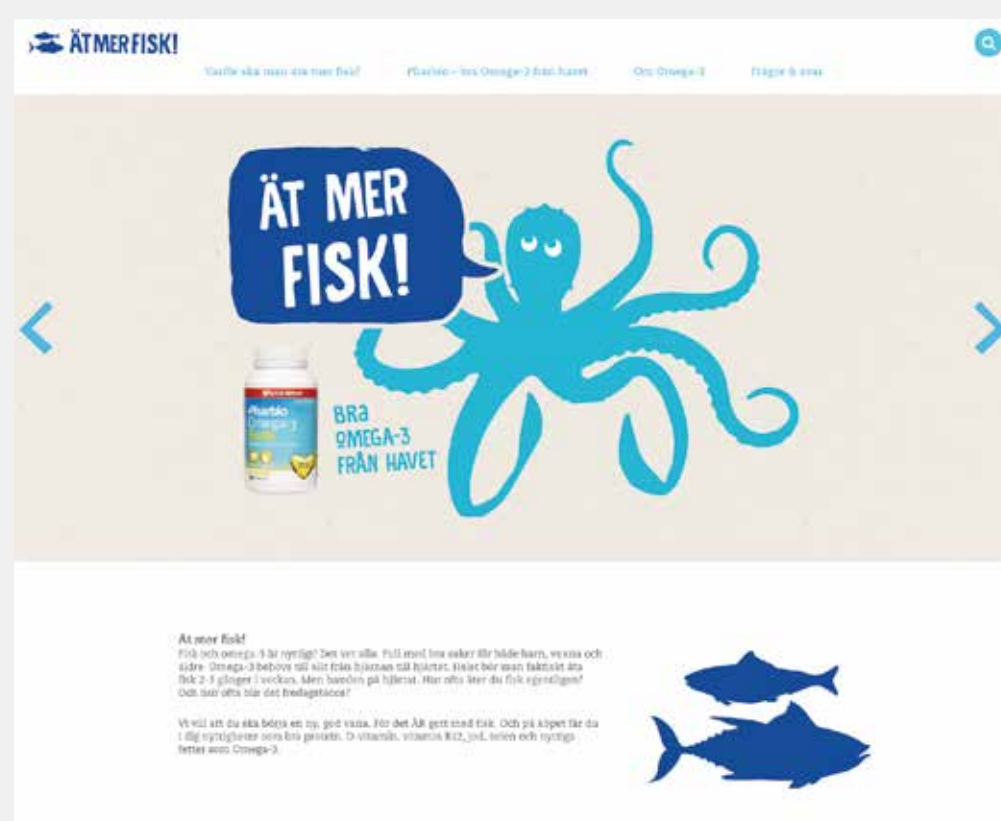 ÄT MER FISK!
Varför ska man äta mer fisk?
Pharbio – bra Omega-3 från havet
Om Omega-3
Frågor & svar
ÄT MER
FISK!
Pharbio
Omega-3
BRA
OMEGA-3
FRÅN HAVET
Ät mer fisk!
Fisk och omega-3 är nyttigt! Det vet alla. Full med bra saker för både barn, vuxna och
äldre. Omega-3 behövs till allt från hjärnan till hjärtat. Helst bör man faktiskt äta
fisk 2-3 gånger i veckan. Men handen på hjärtat. Hur ofta äter du fisk egentligen?
Och hur ofta blir det fredagstacos?
Vi vill att du ska börja en ny, god vana. För det ÄR gott med fisk. Och på köpet får du
i dig nyttigheter som bra protein, D-vitamin, vitamin B12, jod, selen och nyttiga
fetter som Omega-3.